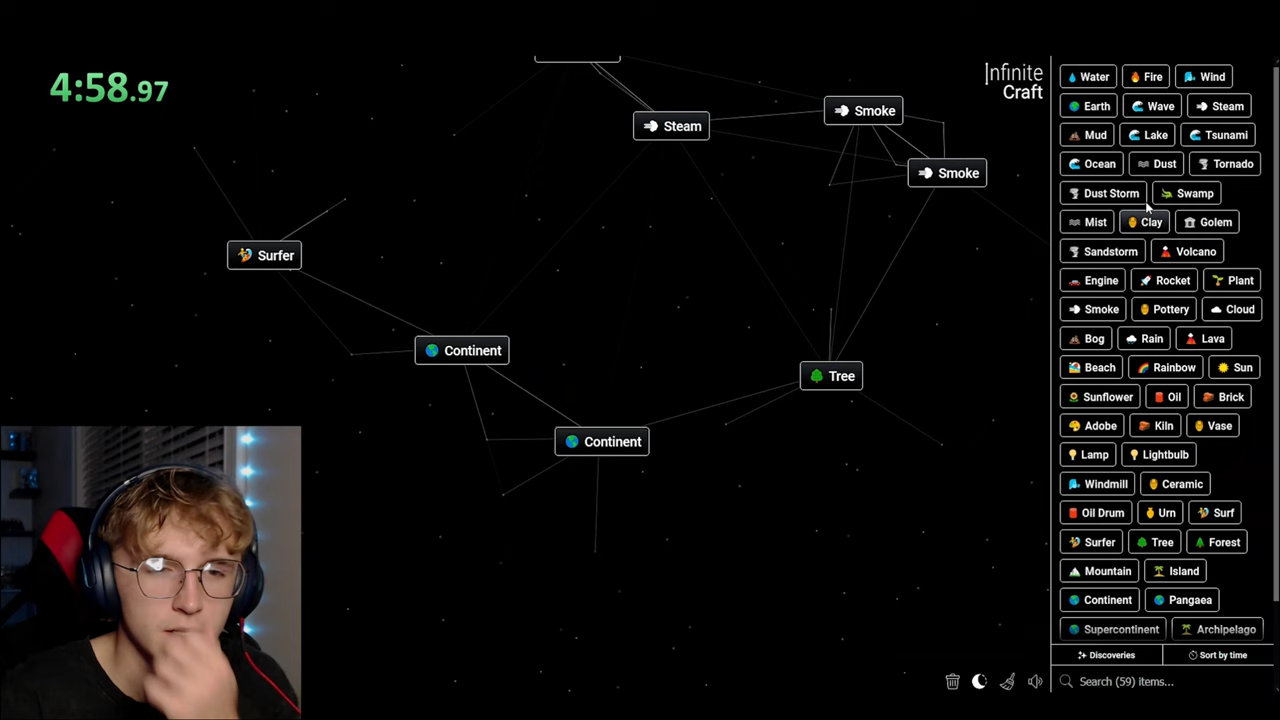 4:58.97
Infinite
Craft
Steam
Smoke
Smoke
Surfer
Continent
Tree
Continent
Water Fire Wind
Earth Wave Steam
Mud Lake Tsunami
Ocean Dust Tornado
Dust Storm Swamp
Mist Clay Golem
Sandstorm Volcano
Engine Rocket Plant
Smoke Pottery Cloud
Bog Rain Lava
Beach Rainbow Sun
Sunflower Oil Brick
Adobe Kiln Vase
Lamp Lightbulb
Windmill Ceramic
Oil Drum Urn Surf
Surfer Tree Forest
Mountain Island
Continent Pangaea
Supercontinent Archipelago
Discoveries Sort by time
Search (59) items...